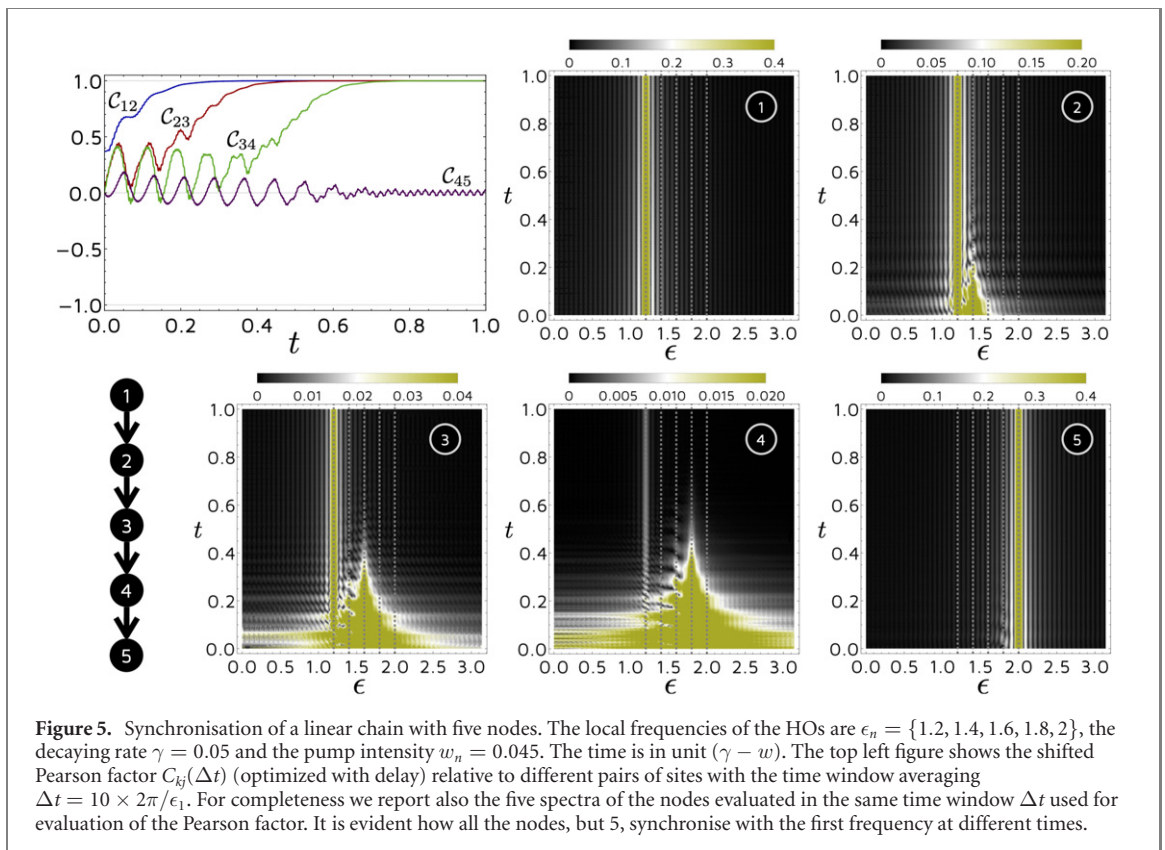 0 0.1 0.2 0.3 0.4
0 0.05 0.10 0.15 0.20
1.0
0.5
0.0
−0.5
−1.0
C12
C23
C34
C45
0.0 0.2 0.4 0.6 0.8 1.0
t
1.0
0.8
0.6
t
0.4
0.2
0.0
1
0.0 0.5 1.0 1.5 2.0 2.5 3.0
ϵ
1.0
0.8
0.6
t
0.4
0.2
0.0
2
0.0 0.5 1.0 1.5 2.0 2.5 3.0
ϵ
1
2
3
4
5
0 0.01 0.02 0.03 0.04
1.0
0.8
0.6
t
0.4
0.2
0.0
3
0.0 0.5 1.0 1.5 2.0 2.5 3.0
ϵ
0 0.005 0.010 0.015 0.020
1.0
0.8
0.6
t
0.4
0.2
0.0
4
0.0 0.5 1.0 1.5 2.0 2.5 3.0
ϵ
0 0.1 0.2 0.3 0.4
1.0
0.8
0.6
t
0.4
0.2
0.0
5
0.0 0.5 1.0 1.5 2.0 2.5 3.0
ϵ
Figure 5. Synchronisation of a linear chain with five nodes. The local frequencies of the HOs are ϵn = {1.2, 1.4, 1.6, 1.8, 2}, the
decaying rate γ = 0.05 and the pump intensity wn = 0.045. The time is in unit (γ − w). The top left figure shows the shifted
Pearson factor Ckj(Δt) (optimized with delay) relative to different pairs of sites with the time window averaging
Δt = 10 × 2π/ϵ1. For completeness we report also the five spectra of the nodes evaluated in the same time window Δt used for
evaluation of the Pearson factor. It is evident how all the nodes, but 5, synchronise with the first frequency at different times.